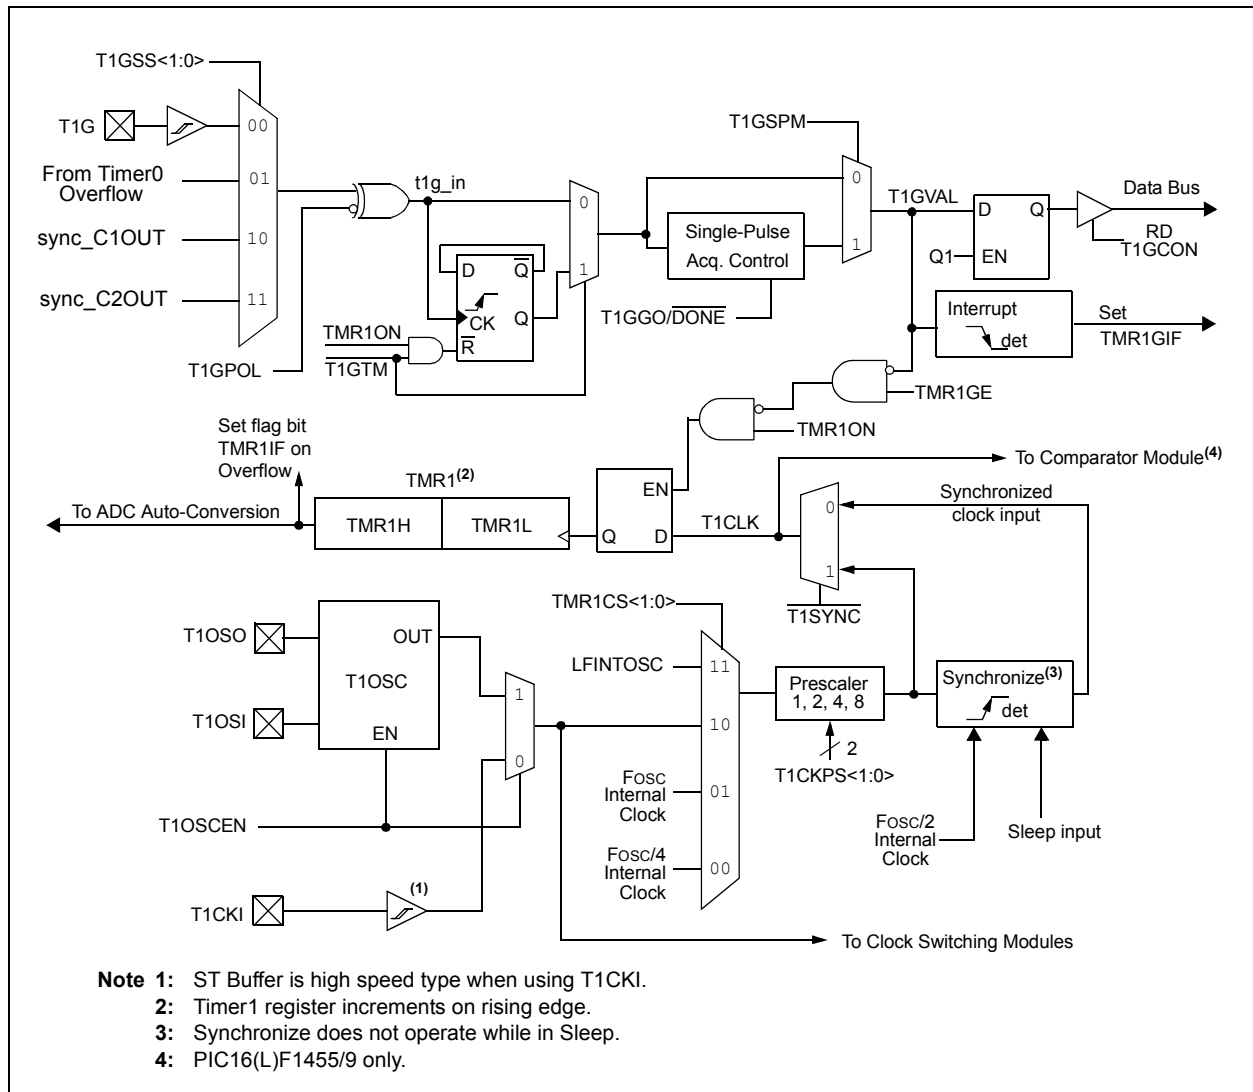 T1GSS<1:0>
T1G
00
From Timer0
Overflow
01
sync_C1OUT
10
sync_C2OUT
11
T1GPOL
t1g_in
D
Q
CK
Q
R
TMR1ON
T1GTM
0
1
T1GSPM
Single-Pulse
Acq. Control
T1GGO/DONE
0
1
T1GVAL
D
Q
Q1
EN
Data Bus
RD
T1GCON
Interrupt
det
Set
TMR1GIF
TMR1GE
TMR1ON
Set flag bit
TMR1IF on
Overflow
To ADC Auto-Conversion
TMR1(2)
TMR1H
TMR1L
EN
Q
D
T1CLK
To Comparator Module(4)
Synchronized
clock input
0
1
T1SYNC
T1OSO
OUT
T1OSC
T1OSI
EN
T1OSCEN
T1CKI
(1)
1
0
TMR1CS<1:0>
LFINTOSC
11
10
FOSC
Internal
Clock
01
FOSC/4
Internal
Clock
00
Prescaler
1, 2, 4, 8
2
T1CKPS<1:0>
Synchronize(3)
det
FOSC/2
Internal
Clock
Sleep input
To Clock Switching Modules
Note 1: ST Buffer is high speed type when using T1CKI.
2: Timer1 register increments on rising edge.
3: Synchronize does not operate while in Sleep.
4: PIC16(L)F1455/9 only.